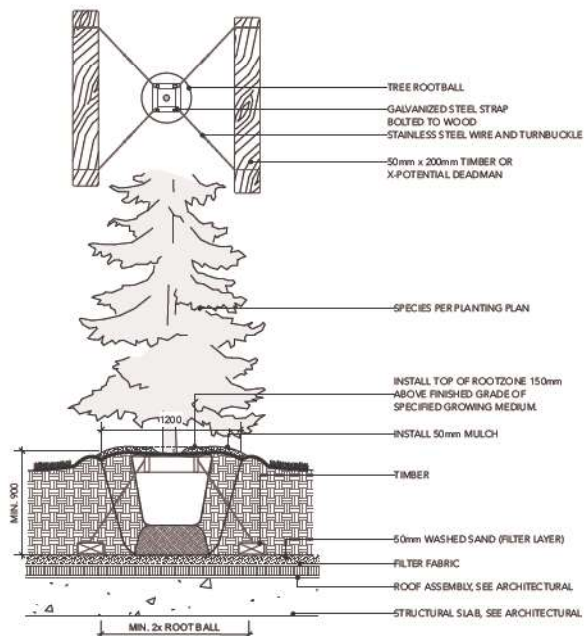 TREE ROOTBALL
GALVANIZED STEEL STRAP
BOLTED TO WOOD
STAINLESS STEEL WIRE AND TURNBUCKLE
50mm x 200mm TIMBER OR
X-POTENTIAL DEADMAN
SPECIES PER PLANTING PLAN
INSTALL TOP OF ROOTZONE 150mm
ABOVE FINISHED GRADE OF
SPECIFIED GROWING MEDIUM.
1200
INSTALL 50mm MULCH
TIMBER
MIN. 900
50mm WASHED SAND (FILTER LAYER)
FILTER FABRIC
ROOF ASSEMBLY, SEE ARCHITECTURAL
STRUCTURAL SLAB, SEE ARCHITECTURAL
MIN. 2x ROOT BALL